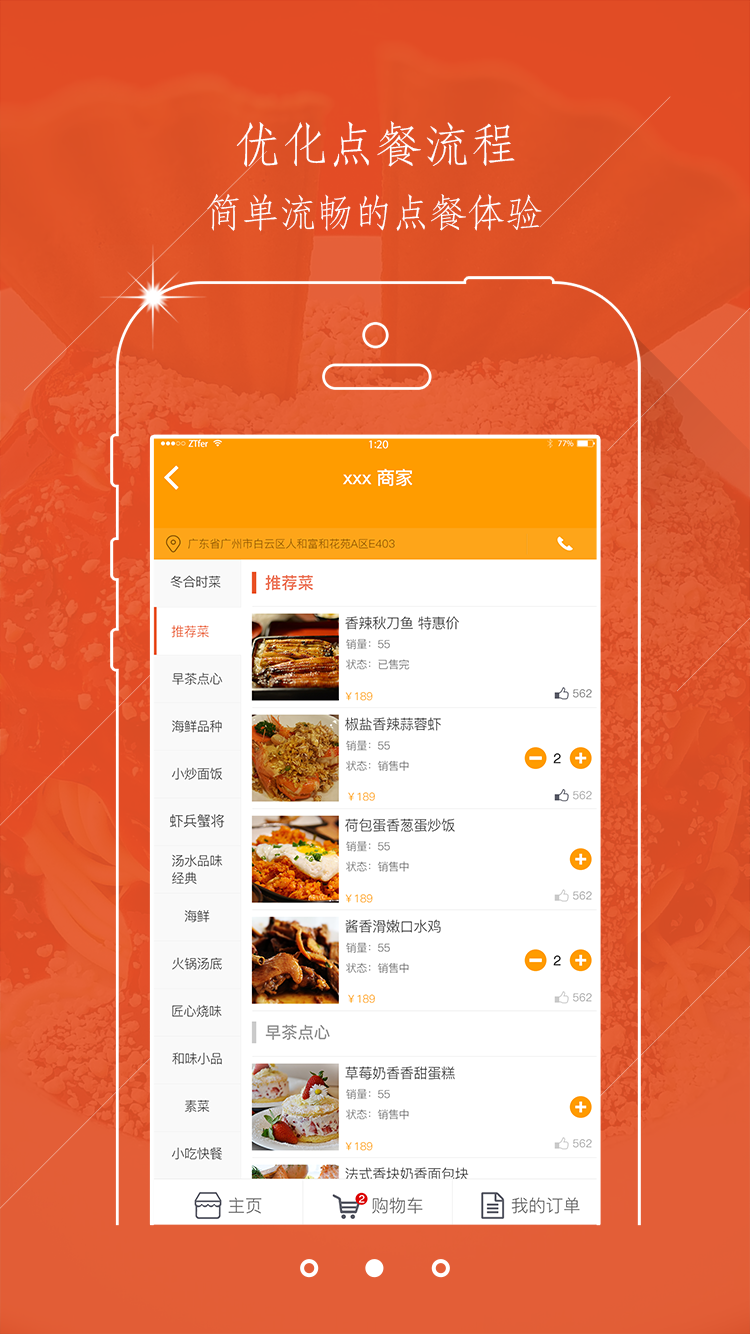 优化点餐流程
简单流畅的点餐体验
ZTfer
1:20
77%
xxx 商家
广东省广州市白云区人和富和花苑A区E403
冬合时菜
推荐菜
早茶点心
海鲜品种
小炒面饭
虾兵蟹将
汤水品味
经典
海鲜
火锅汤底
匠心烧味
和味小品
素菜
小吃快餐
推荐菜
香辣秋刀鱼 特惠价
销量：55
状态：已售完
¥189
562
椒盐香辣蒜蓉虾
销量：55
状态：销售中
2
¥189
562
荷包蛋香葱蛋炒饭
销量：55
状态：销售中
¥189
562
酱香滑嫩口水鸡
销量：55
状态：销售中
2
¥189
562
早茶点心
草莓奶香香甜蛋糕
销量：55
状态：销售中
¥189
562
法式香块奶香面包块
主页
2
购物车
我的订单